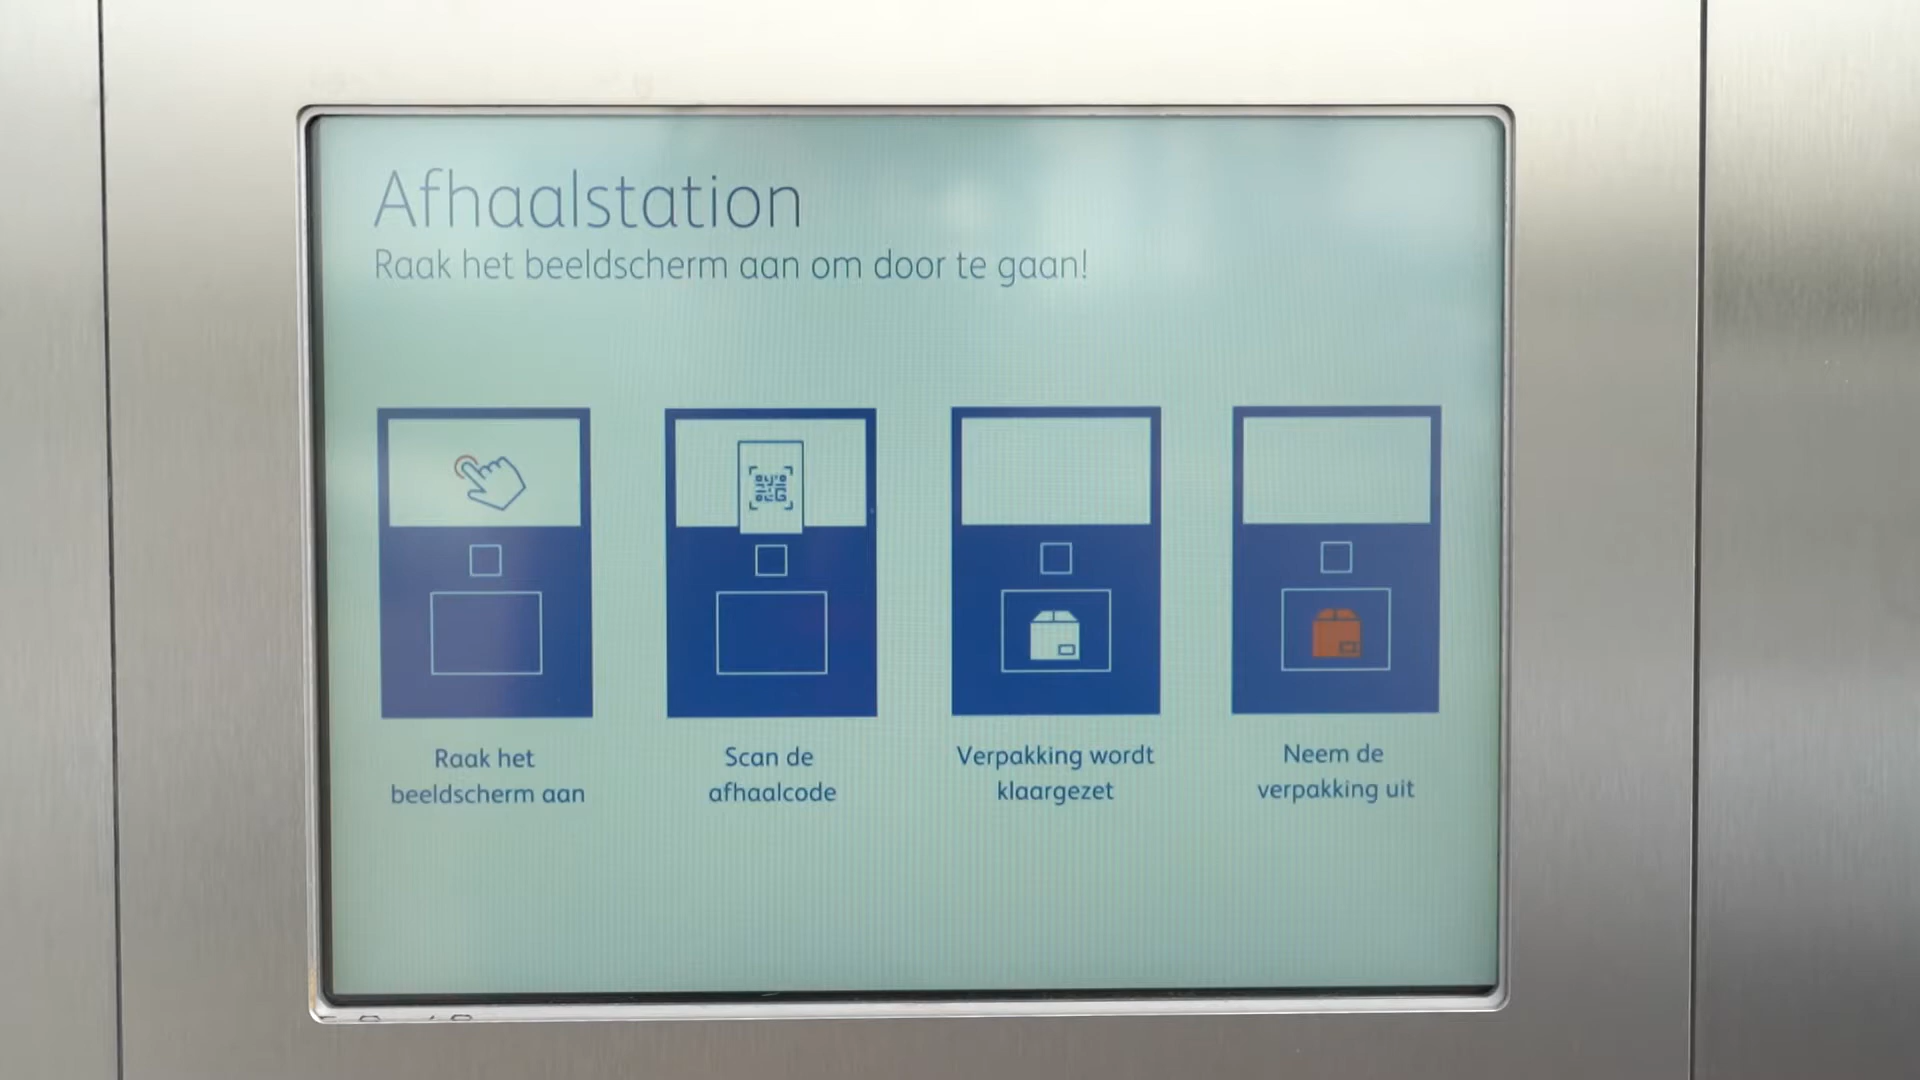 Afhaalstation
Raak het beeldscherm aan om door te gaan!
Raak het
beeldscherm aan
Scan de
afhaalcode
Verpakking wordt
klaargezet
Neem de
verpakking uit